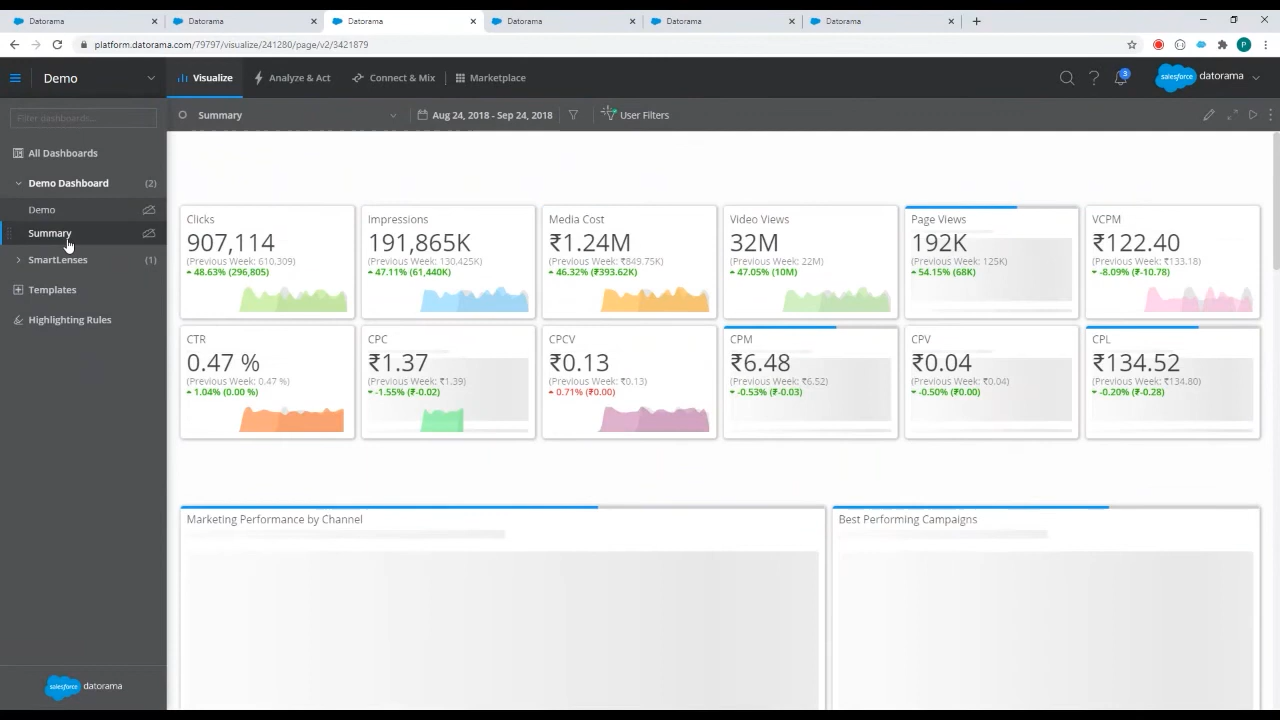 Datorama
Datorama
Datorama
Datorama
Datorama
Datorama
platform.datorama.com/79797/visualize/241280/page/v2/3421879
P
Demo
Visualize
Analyze & Act
Connect & Mix
Marketplace
3
salesforce datorama
Filter dashboards...
Summary
Aug 24, 2018 - Sep 24, 2018
User Filters
All Dashboards
Demo Dashboard (2)
Demo
Summary
SmartLenses (1)
Templates
Highlighting Rules
Clicks
907,114
(Previous Week: 610,309)
48.63% (296,805)
Impressions
191,865K
(Previous Week: 130,425K)
47.11% (61,440K)
Media Cost
₹1.24M
(Previous Week: ₹849.75K)
46.32% (₹393.62K)
Video Views
32M
(Previous Week: 22M)
47.05% (10M)
Page Views
192K
(Previous Week: 125K)
54.15% (68K)
VCPM
₹122.40
(Previous Week: ₹133.18)
-8.09% (₹-10.78)
CTR
0.47 %
(Previous Week: 0.47 %)
1.04% (0.00 %)
CPC
₹1.37
(Previous Week: ₹1.39)
-1.55% (₹-0.02)
CPCV
₹0.13
(Previous Week: ₹0.13)
0.71% (₹0.00)
CPM
₹6.48
(Previous Week: ₹6.52)
-0.53% (₹-0.03)
CPV
₹0.04
(Previous Week: ₹0.04)
-0.50% (₹0.00)
CPL
₹134.52
(Previous Week: ₹134.80)
-0.20% (₹-0.28)
Marketing Performance by Channel
Best Performing Campaigns
salesforce datorama